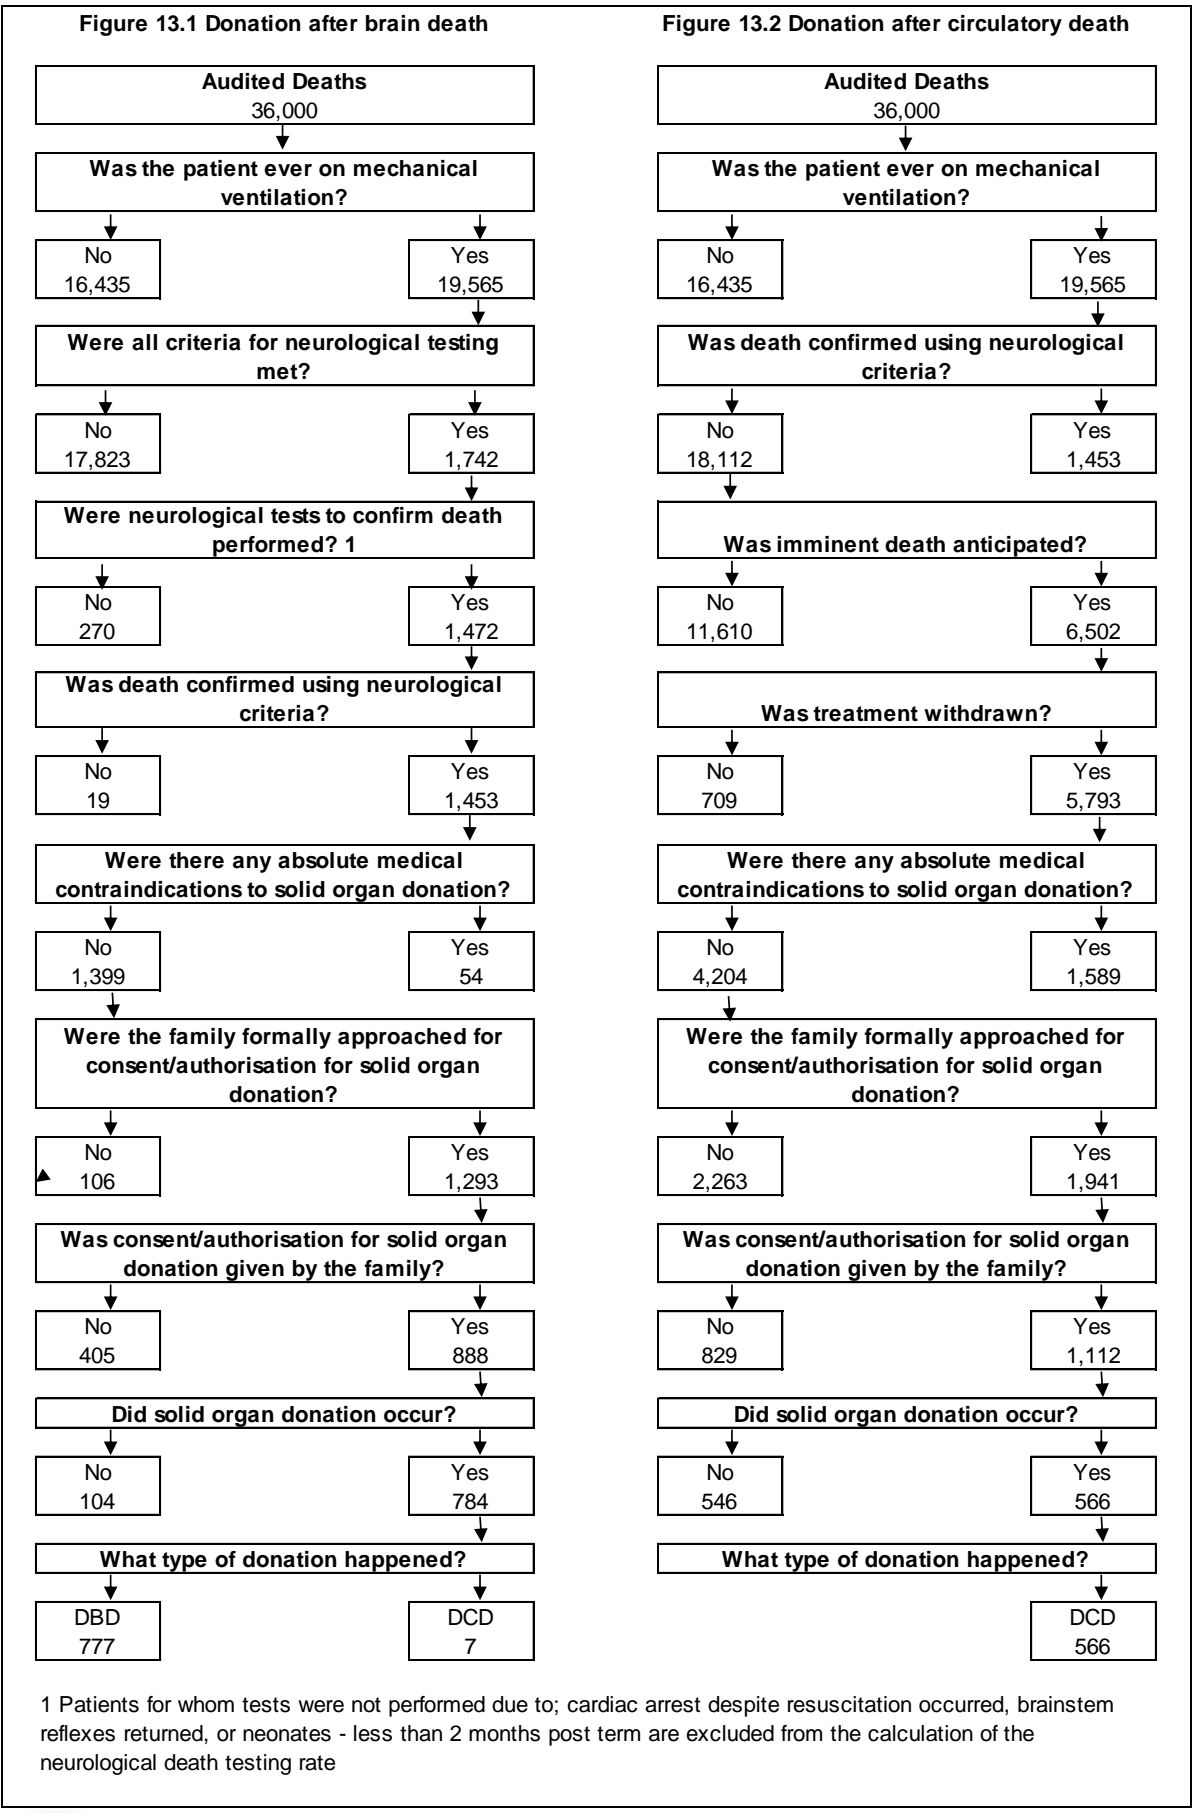 Figure 13.1 Donation after brain death
Audited Deaths
36,000
Was the patient ever on mechanical
ventilation?
No
16,435
Yes
19,565
Were all criteria for neurological testing
met?
No
17,823
Yes
1,742
Were neurological tests to confirm death
performed? 1
No
270
Yes
1,472
Was death confirmed using neurological
criteria?
No
19
Yes
1,453
Were there any absolute medical
contraindications to solid organ donation?
No
1,399
Yes
54
Were the family formally approached for
consent/authorisation for solid organ
donation?
No
106
Yes
1,293
Was consent/authorisation for solid organ
donation given by the family?
No
405
Yes
888
Did solid organ donation occur?
No
104
Yes
784
What type of donation happened?
DBD
777
DCD
7
Figure 13.2 Donation after circulatory death
Audited Deaths
36,000
Was the patient ever on mechanical
ventilation?
No
16,435
Yes
19,565
Was death confirmed using neurological
criteria?
No
18,112
Yes
1,453
Was imminent death anticipated?
No
11,610
Yes
6,502
Was treatment withdrawn?
No
709
Yes
5,793
Were there any absolute medical
contraindications to solid organ donation?
No
4,204
Yes
1,589
Were the family formally approached for
consent/authorisation for solid organ
donation?
No
2,263
Yes
1,941
Was consent/authorisation for solid organ
donation given by the family?
No
829
Yes
1,112
Did solid organ donation occur?
No
546
Yes
566
What type of donation happened?
DCD
566
1 Patients for whom tests were not performed due to; cardiac arrest despite resuscitation occurred, brainstem
reflexes returned, or neonates - less than 2 months post term are excluded from the calculation of the
neurological death testing rate